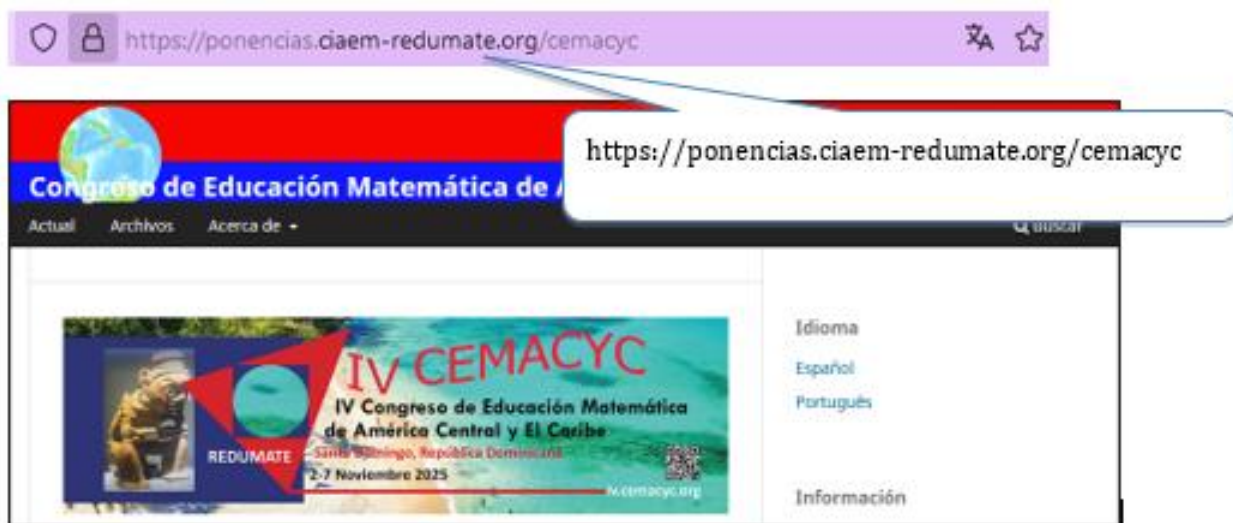 https://ponencias.ciaem-redumate.org/cemacyc
https://ponencias.ciaem-redumate.org/cemacyc
Congreso de Educación Matemática de A
Actual Archivos Acerca de Buscar
IV CEMACYC
IV Congreso de Educación Matemática
de América Central y El Caribe
REDUMATE
Santo Domingo, República Dominicana
2-7 Noviembre 2025
iv.cemacyc.org
Idioma
Español
Português
Información